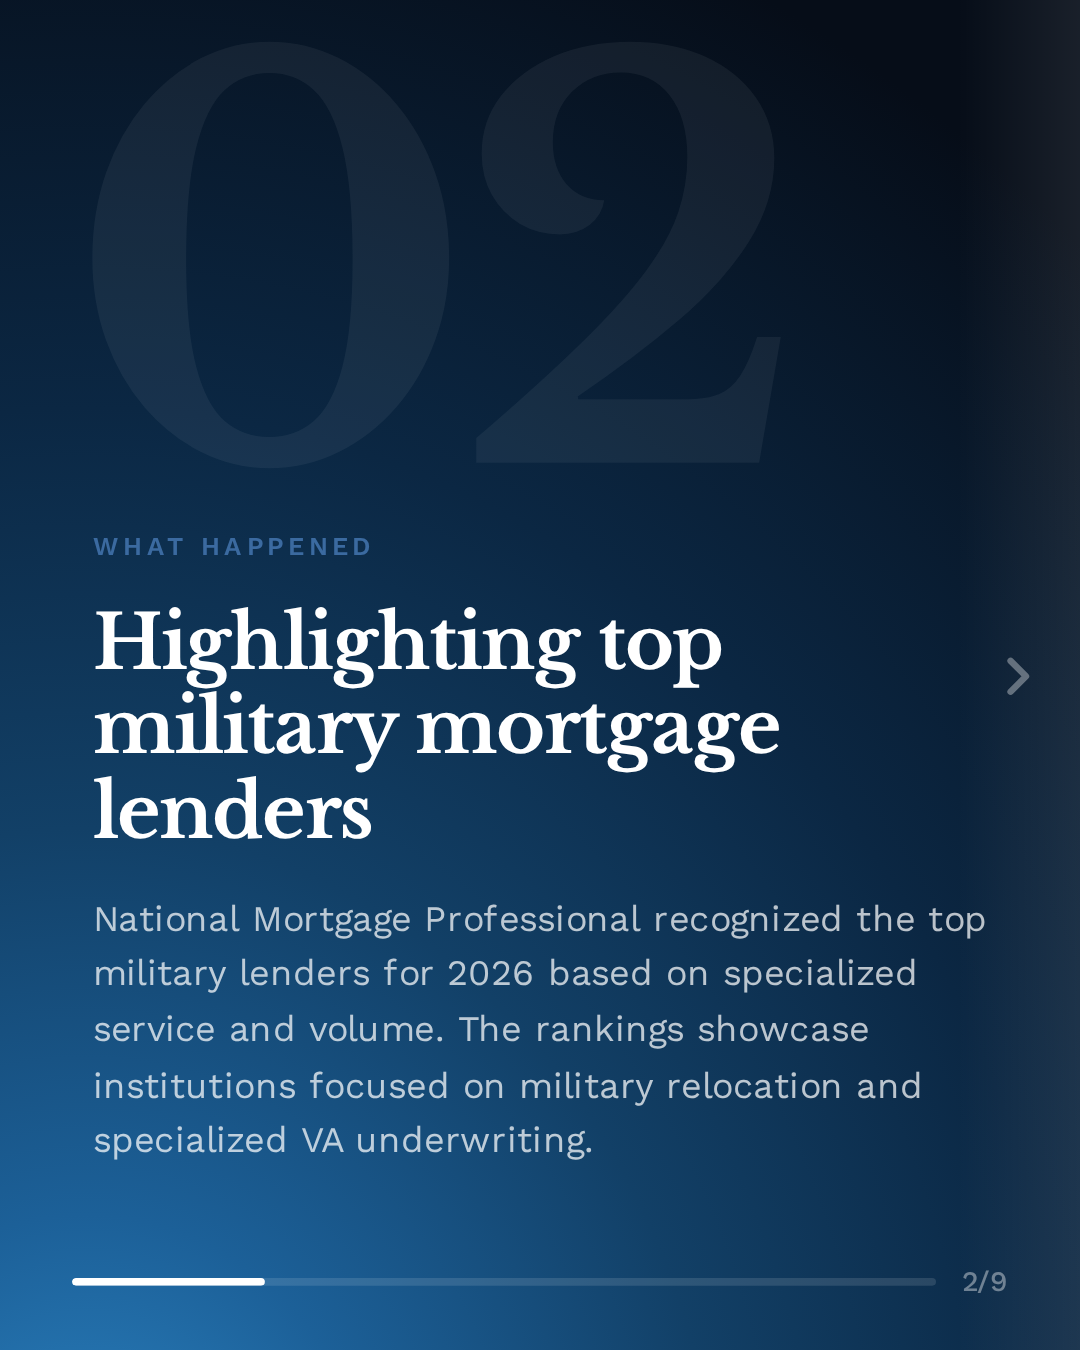 02
WHAT HAPPENED
Highlighting top
military mortgage
lenders
National Mortgage Professional recognized the top
military lenders for 2026 based on specialized
service and volume. The rankings showcase
institutions focused on military relocation and
specialized VA underwriting.
2/9